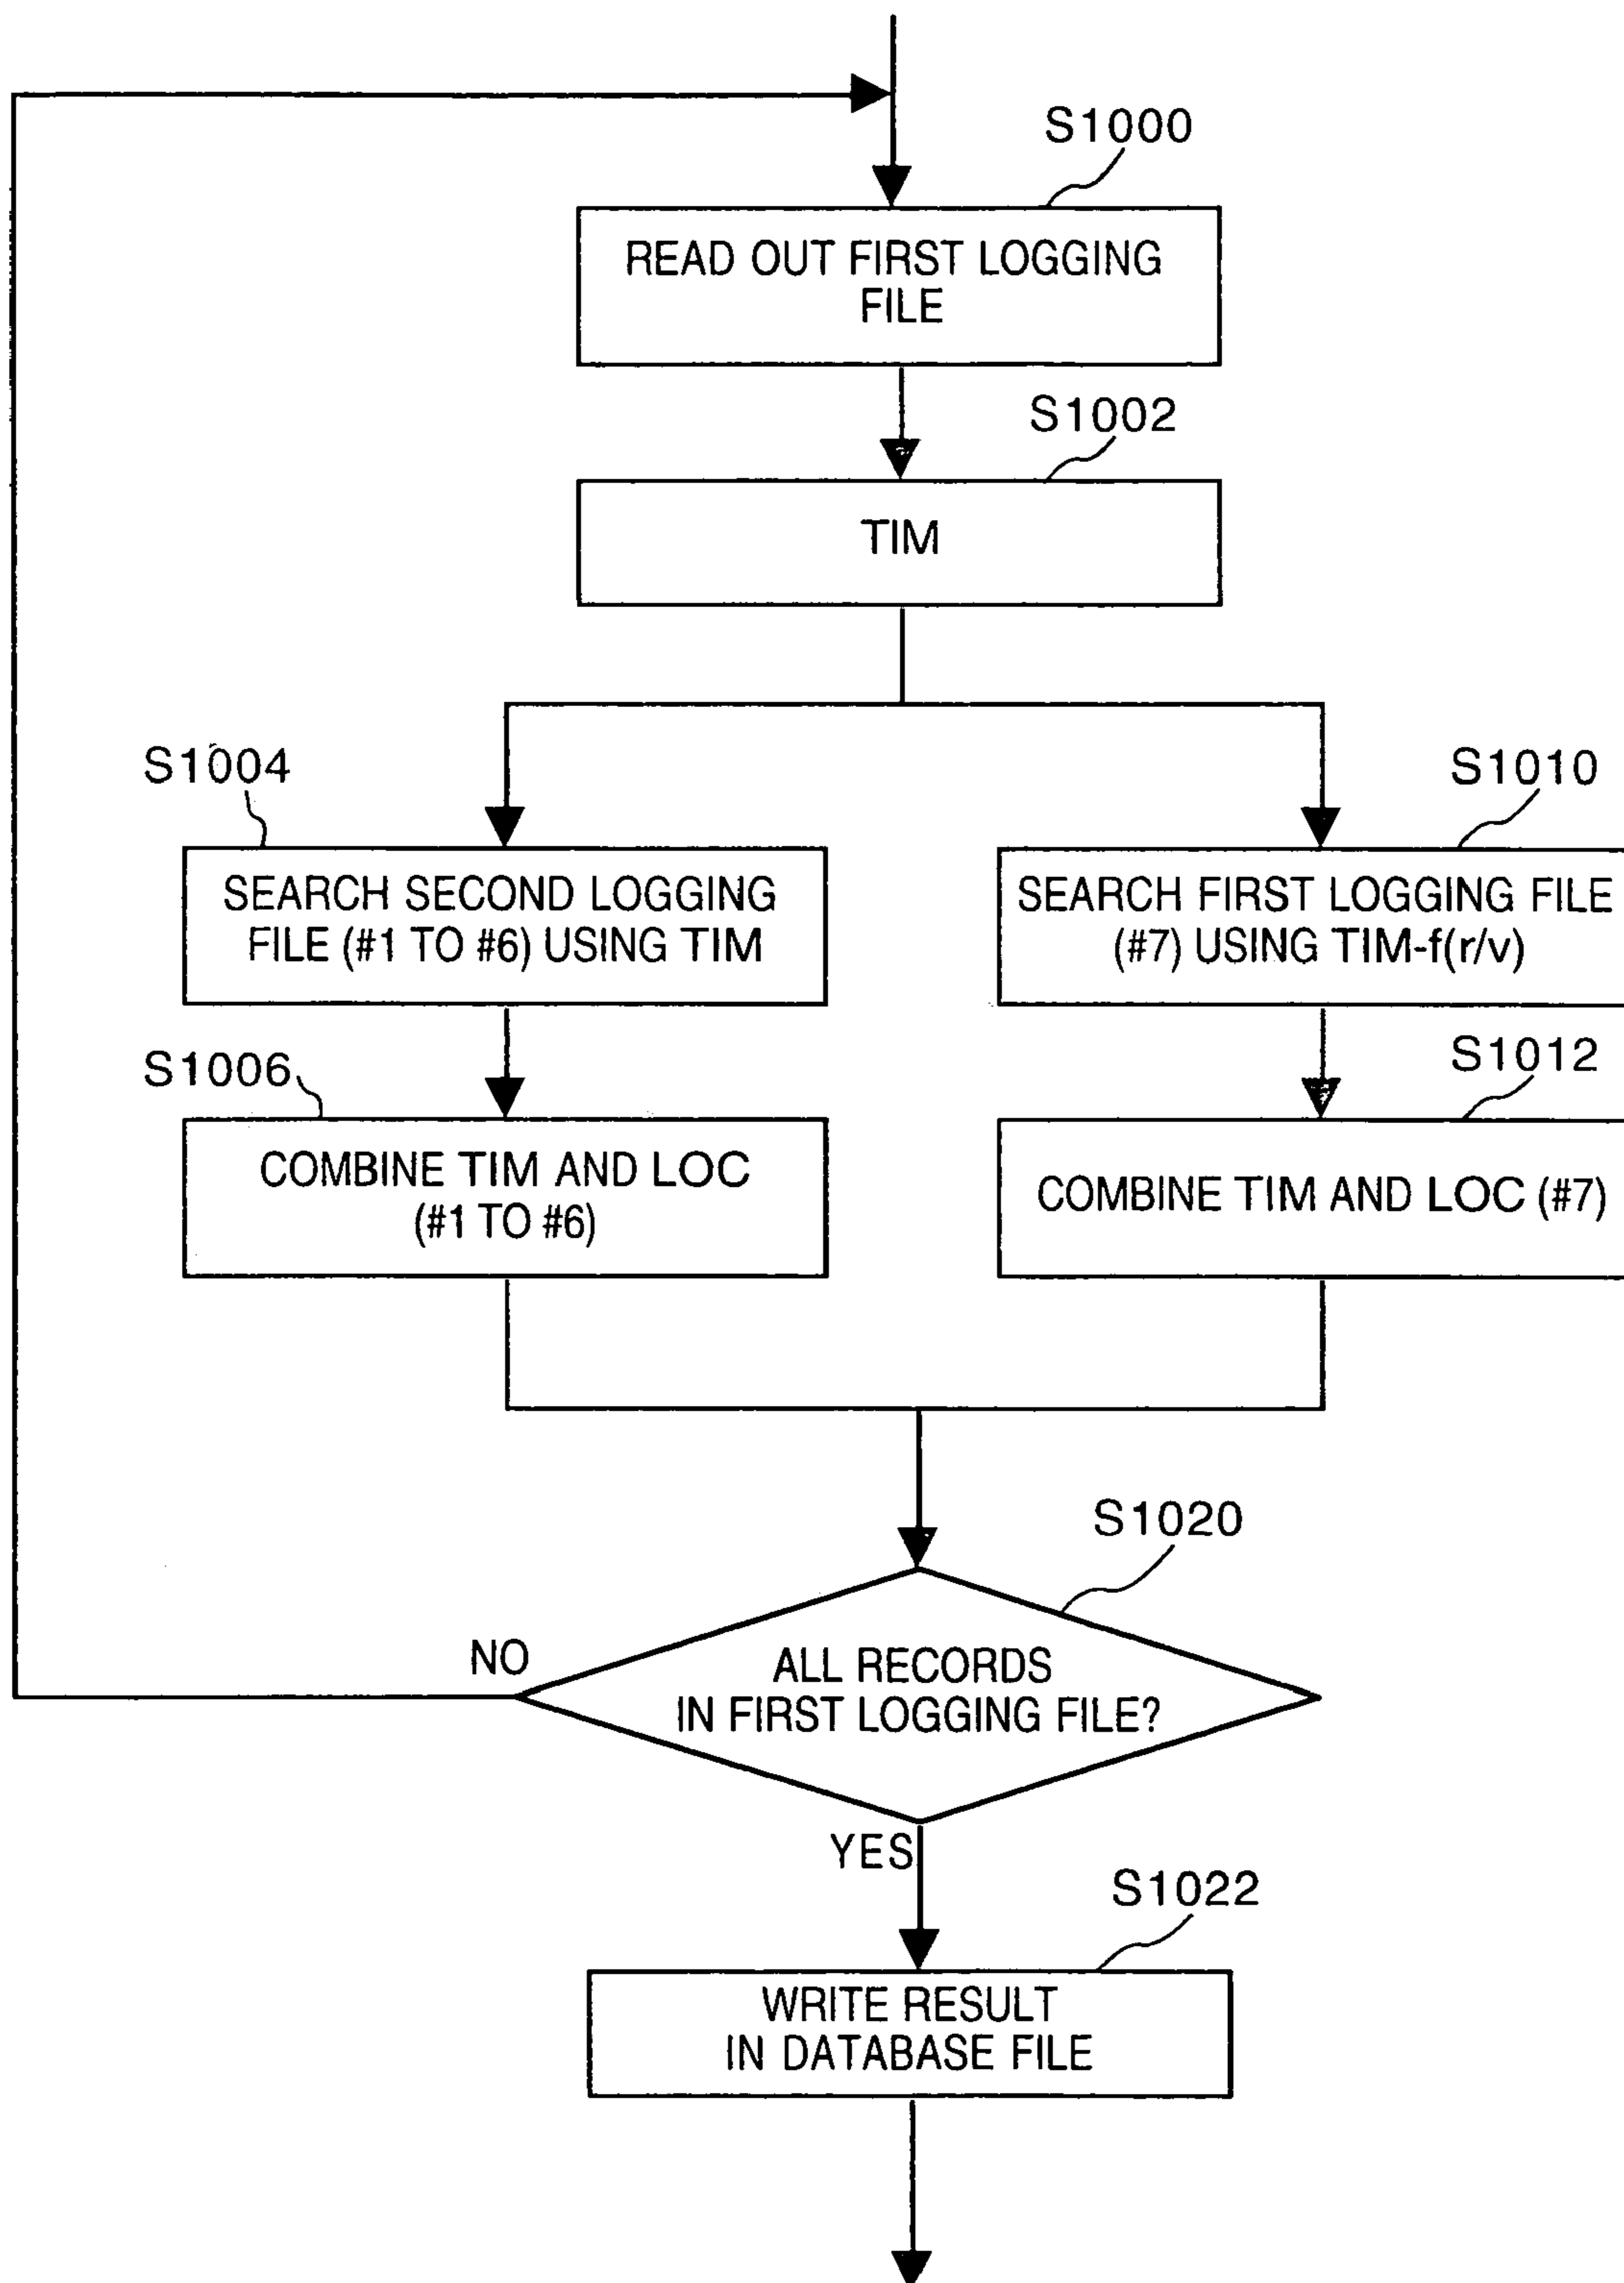 S1000
READ OUT FIRST LOGGING
FILE
S1002
TIM
S1004
SEARCH SECOND LOGGING
FILE (#1 TO #6) USING TIM
S1010
SEARCH FIRST LOGGING FILE
(#7) USING TIM-f(r/v)
S1006
COMBINE TIM AND LOC
(#1 TO #6)
S1012
COMBINE TIM AND LOC (#7)
S1020
ALL RECORDS
IN FIRST LOGGING FILE?
NO
YES
S1022
WRITE RESULT
IN DATABASE FILE